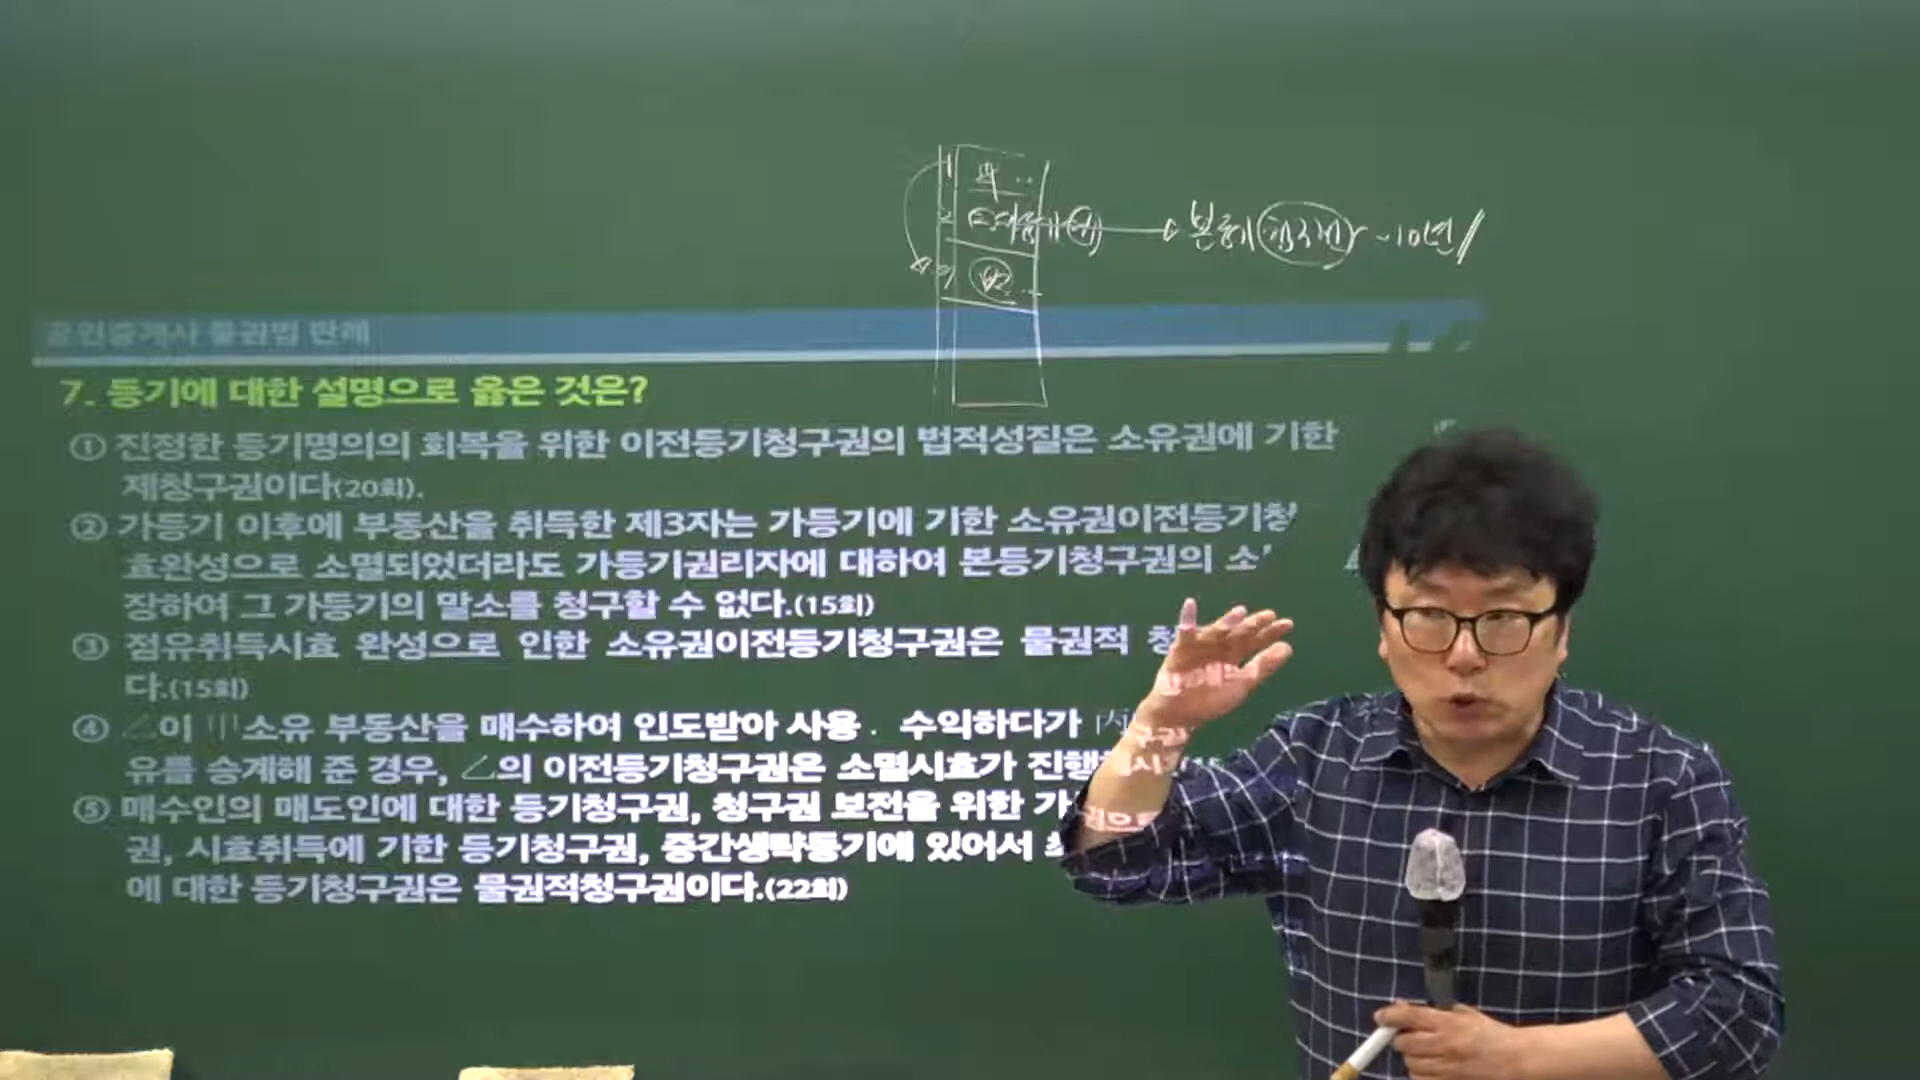 본등기 청구권 ~10년
공인중개사 물권법 판례
7. 등기에 대한 설명으로 옳은 것은?
① 진정한 등기명의의 회복을 위한 이전등기청구권의 법적성질은 소유권에 기한
제청구권이다(20회).
② 가등기 이후에 부동산을 취득한 제3자는 가등기에 기한 소유권이전등기청
효완성으로 소멸되었더라도 가등기권리자에 대하여 본등기청구권의 소
장하여 그 가등기의 말소를 청구할 수 없다.(15회)
③ 점유취득시효 완성으로 인한 소유권이전등기청구권은 물권적 청
다.(15회)
④ 乙이 甲소유 부동산을 매수하여 인도받아 사용 · 수익하다가 丙
유를 승계해 준 경우, 乙의 이전등기청구권은 소멸시효가 진행
⑤ 매수인의 매도인에 대한 등기청구권, 청구권 보전을 위한 가
권, 시효취득에 기한 등기청구권, 중간생략등기에 있어서 최
에 대한 등기청구권은 물권적청구권이다.(22회)